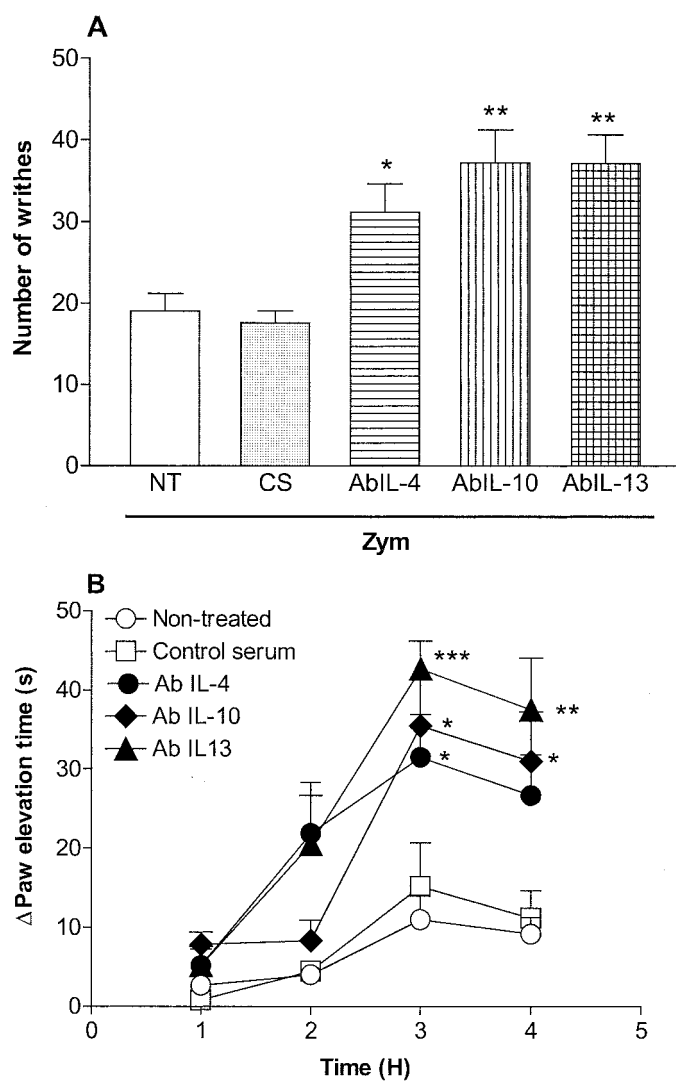 A
50
40
30
20
10
0
Number of writhes
*
**
**
NT CS AbIL-4 AbIL-10 AbIL-13
Zym
B
50
40
30
20
10
0
Δ Paw elevation time (s)
Non-treated
Control serum
Ab IL-4
Ab IL-10
Ab IL13
***
**
*
*
*
0 1 2 3 4 5
Time (H)